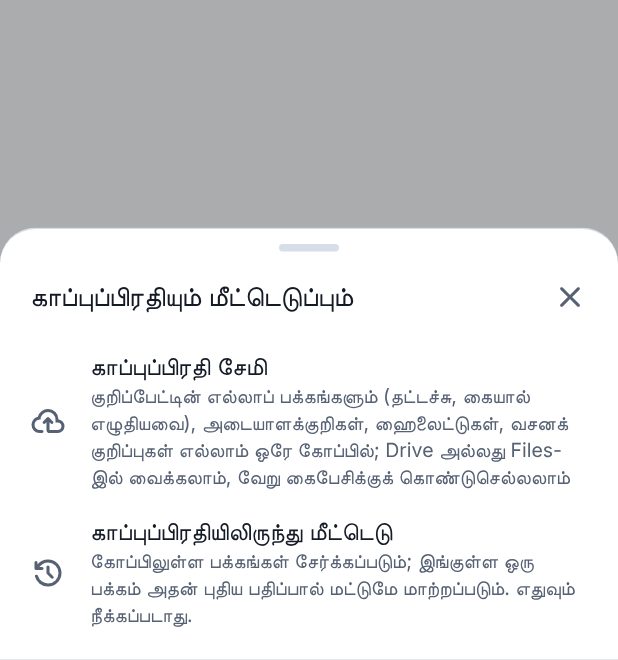 காப்புப்பிரதியும் மீட்டெடுப்பும்
காப்புப்பிரதி சேமி
குறிப்பேட்டின் எல்லாப் பக்கங்களும் (தட்டச்சு, கையால்
எழுதியவை), அடையாளக்குறிகள், ஹைலைட்டுகள், வசனக்
குறிப்புகள் எல்லாம் ஒரே கோப்பில்; Drive அல்லது Files-
இல் வைக்கலாம், வேறு கைபேசிக்குக் கொண்டுசெல்லலாம்
காப்புப்பிரதியிலிருந்து மீட்டெடு
கோப்பிலுள்ள பக்கங்கள் சேர்க்கப்படும்; இங்குள்ள ஒரு
பக்கம் அதன் புதிய பதிப்பால் மட்டுமே மாற்றப்படும். எதுவும்
நீக்கப்படாது.